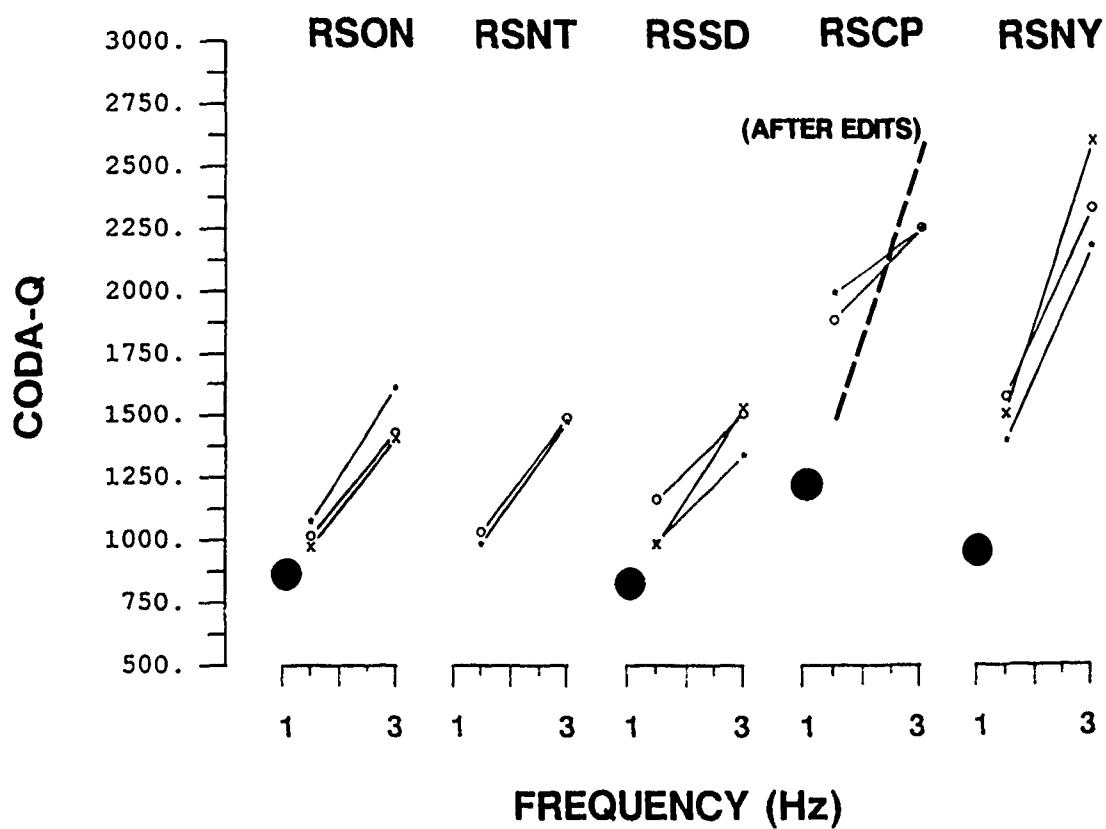 RSON RSNT RSSD RSCP RSNY
(AFTER EDITS)
3000.
2750.
2500.
2250.
2000.
1750.
1500.
1250.
1000.
750.
500.
CODA-Q
1 3 1 3 1 3 1 3 1 3
FREQUENCY (Hz)